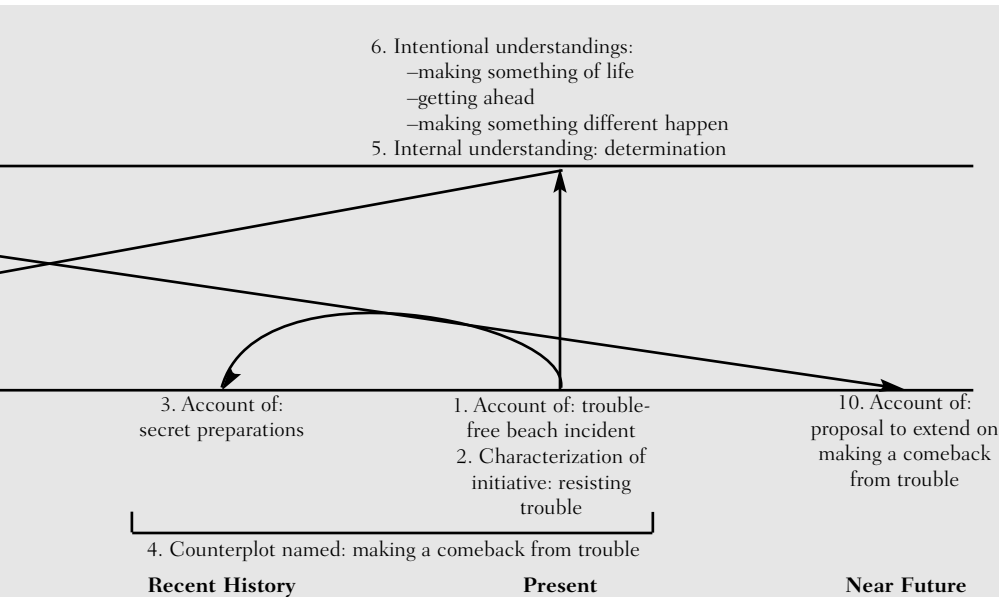 6. Intentional understandings:
–making something of life
–getting ahead
–making something different happen
5. Internal understanding: determination
3. Account of:
secret preparations
1. Account of: trouble-
free beach incident
2. Characterization of
initiative: resisting
trouble
10. Account of:
proposal to extend on
making a comeback
from trouble
4. Counterplot named: making a comeback from trouble
Recent History
Present
Near Future